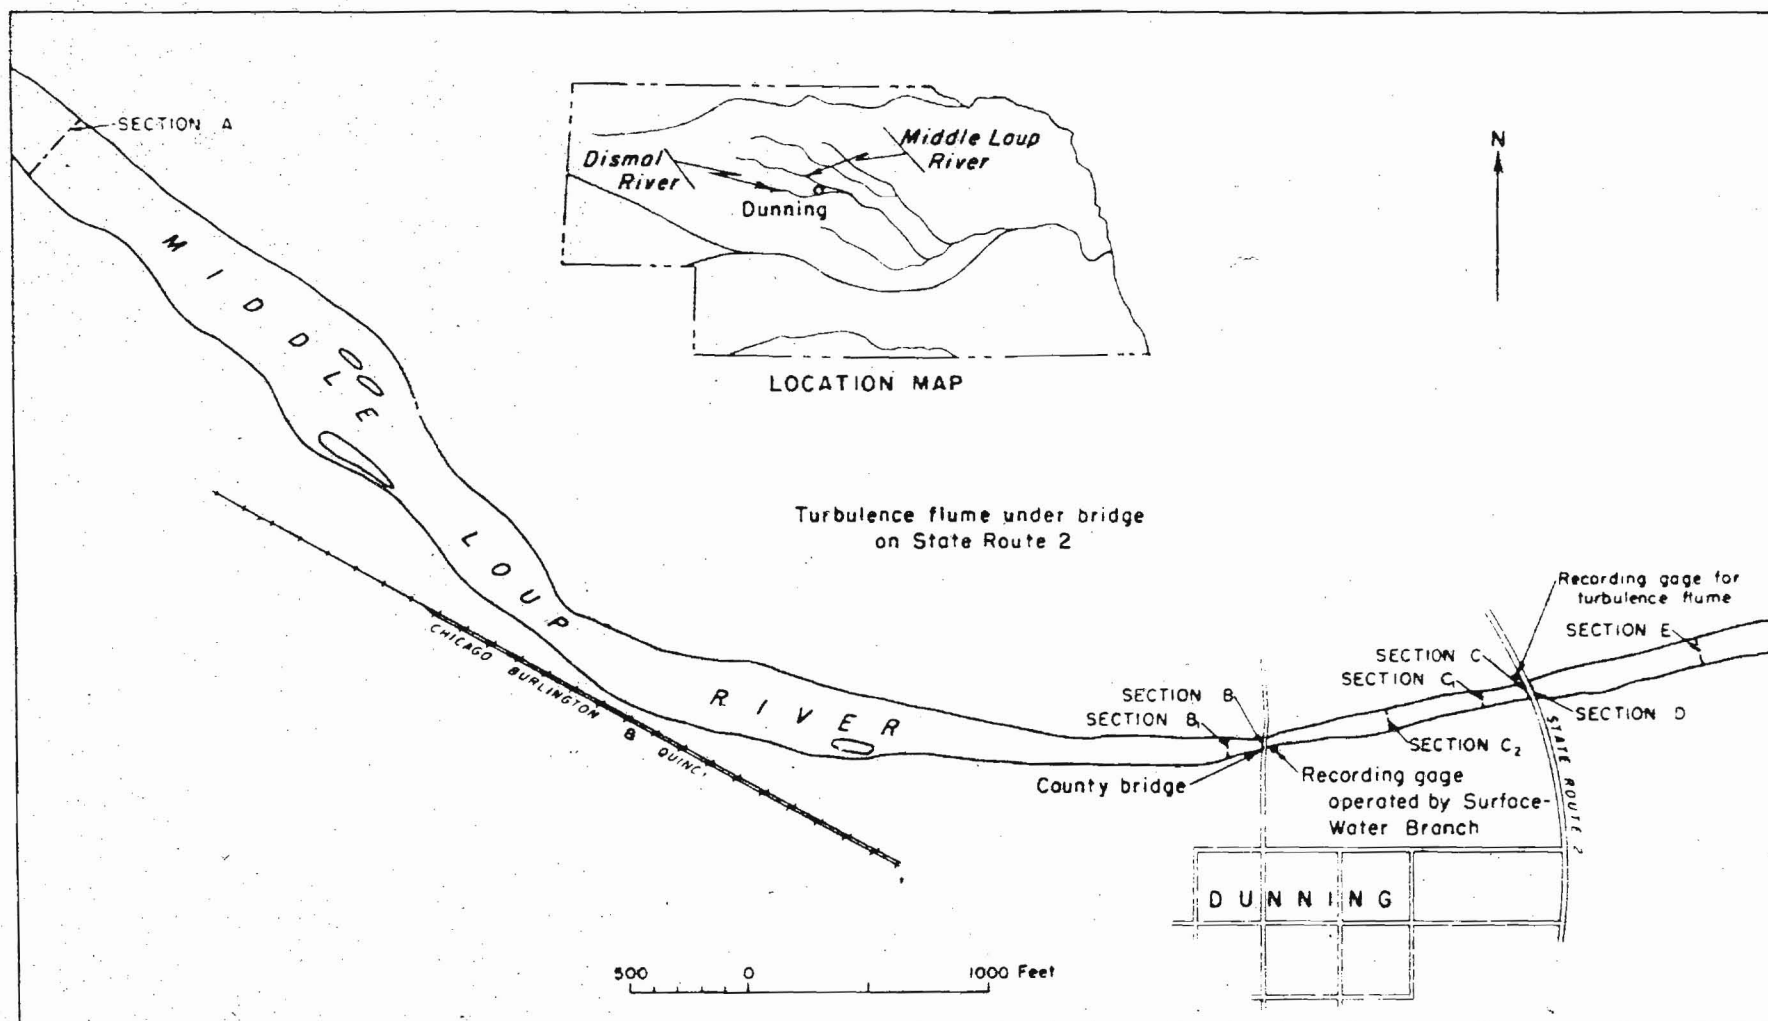 SECTION A
N
Middle Loup
River
Dismal
River
Dunning
LOCATION MAP
MIDDLE LOUP RIVER
Turbulence flume under bridge
on State Route 2
Recording gage for
turbulence flume
SECTION E
SECTION C
SECTION C1
SECTION B
SECTION B1
SECTION D
SECTION C2
CHICAGO BURLINGTON & QUINCY
County bridge
Recording gage
operated by Surface-
Water Branch
STATE ROUTE 2
DUNNING
500 0 1000 Feet